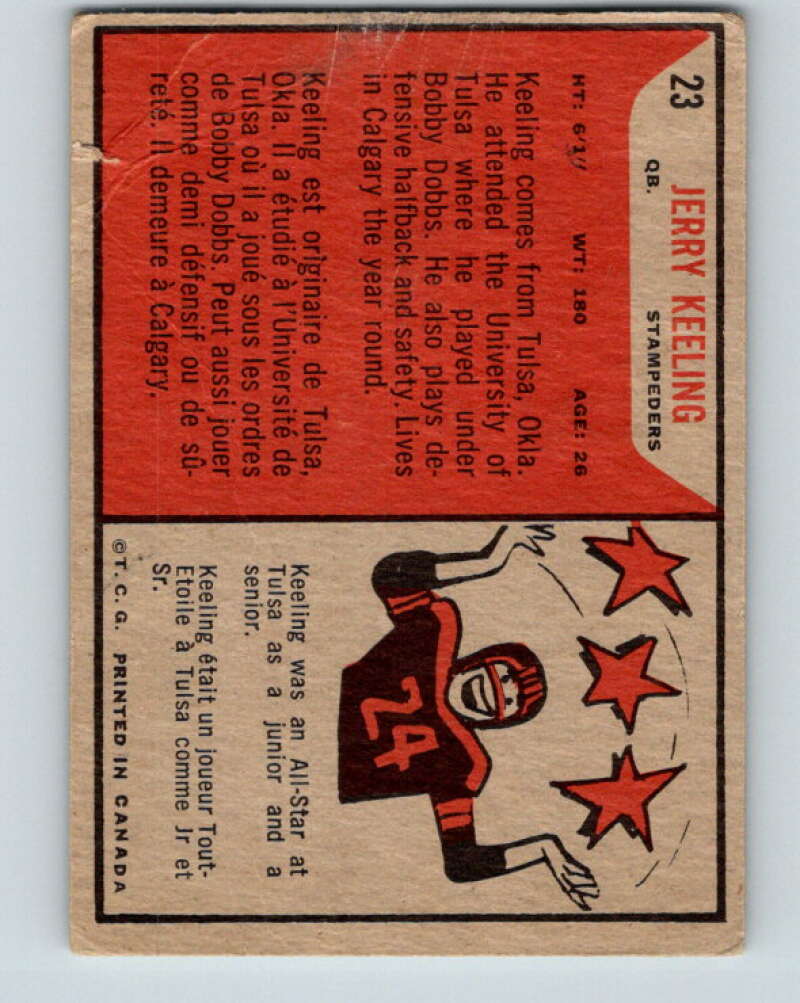 23
JERRY KEELING
QB. STAMPEDERS
HT: 6'1" WT: 180 AGE: 26
Keeling comes from Tulsa, Okla.
He attended the University of
Tulsa where he played under
Bobby Dobbs. He also plays de-
fensive halfback and safety. Lives
in Calgary the year round.
Keeling est originaire de Tulsa,
Okla. Il a étudié à l'Université de
Tulsa où il a joué sous les ordres
de Bobby Dobbs. Peut aussi jouer
comme demi défensif ou de sû-
reté. Il demeure à Calgary.
24
Keeling was an All-Star at
Tulsa as a junior and a
senior.
Keeling était un joueur Tout-
Etoile à Tulsa comme Jr et
Sr.
©T.C.G. PRINTED IN CANADA